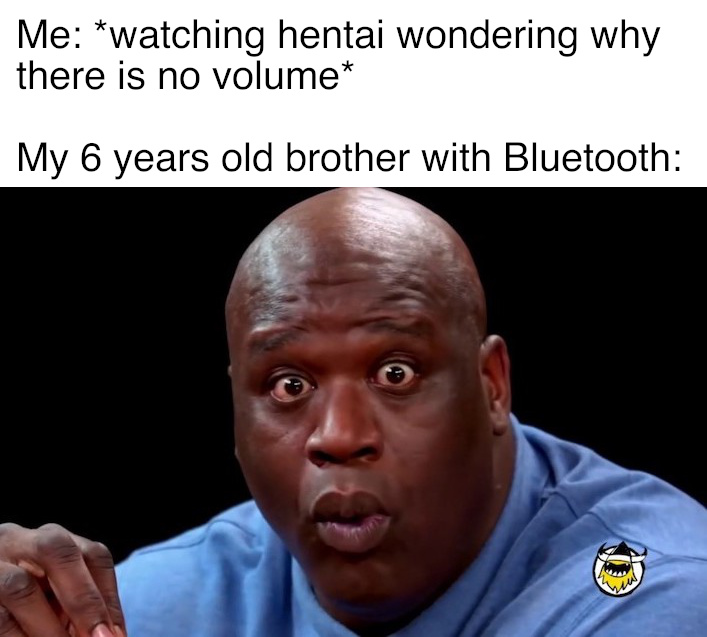 Me: *watching hentai wondering why
there is no volume*
My 6 years old brother with Bluetooth: